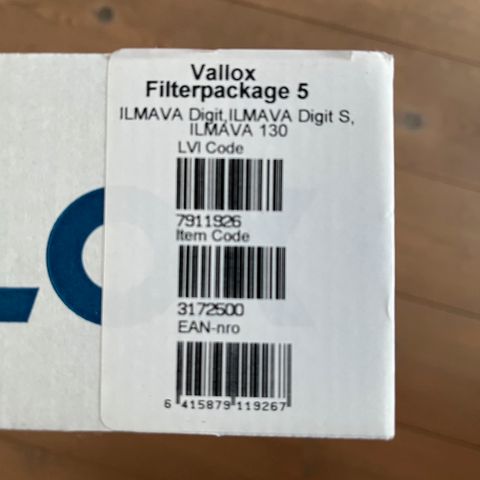 Vallox
Filterpackage 5
ILMAVA Digit,ILMAVA Digit S,
ILMAVA 130
LVI Code
7911926
Item Code
3172500
EAN-nro
6 415879 119267
LOX